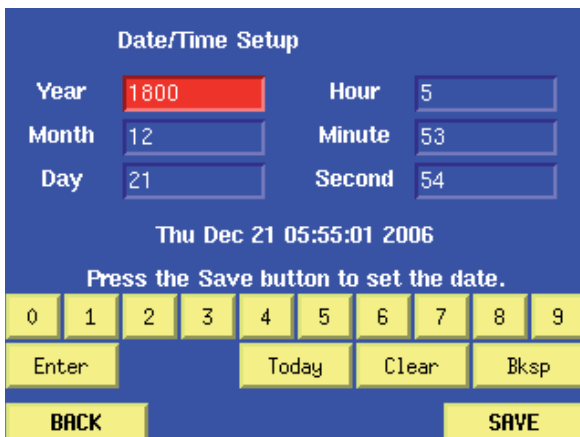 Date/Time Setup
Year 1800 Hour 5
Month 12 Minute 53
Day 21 Second 54
Thu Dec 21 05:55:01 2006
Press the Save button to set the date.
0 1 2 3 4 5 6 7 8 9
Enter Today Clear Bksp
BACK SAVE